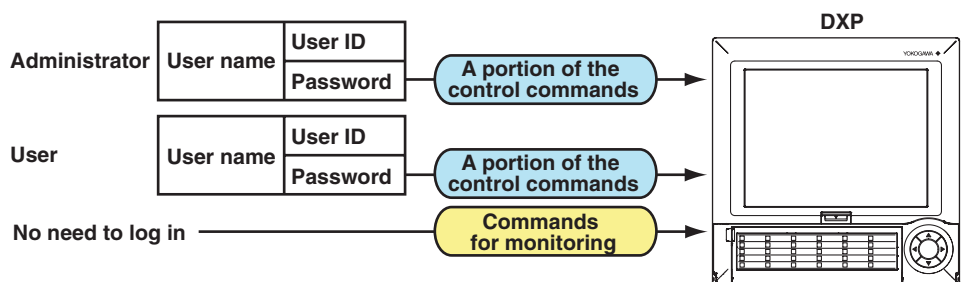 DXP
YOKOGAWA
Administrator
User name
User ID
Password
A portion of the
control commands
User
User name
User ID
Password
A portion of the
control commands
No need to log in
Commands
for monitoring